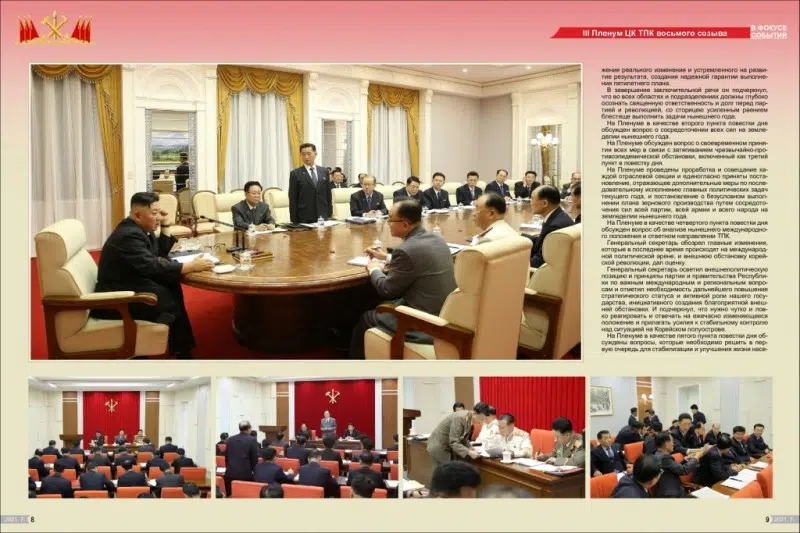 III Пленум ЦК ТПК восьмого созыва
В ФОКУСЕ
СОБЫТИЙ
жение реального изменения и устремленного на разви-
тие результата, создания надежной гарантии выполне-
ния пятилетнего плана.
В завершение заключительной речи он подчеркнул,
что во всех областях и подразделениях должны глубоко
осознать священную ответственность и долг перед пар-
тией и революцией, со сторицею усиленным рвением
блестяще выполнить задачи нынешнего года.
На Пленуме в качестве второго пункта повестки дня
обсужден вопрос о сосредоточении всех сил на земле-
делии нынешнего года.
На Пленуме обсужден вопрос о своевременном приня-
тии всех мер в связи с затягиванием чрезвычайно-про-
тивоэпидемической обстановки, включенный как третий
пункт в повестку дня.
На Пленуме проведены проработка и совещание ка-
ждой отраслевой секции и единогласно приняты поста-
новление, отражающее дополнительные меры по после-
довательному исполнению главных политических задач
текущего года, и постановление о безусловном выпол-
нении плана зернового производства путем сосредото-
чения сил всей партии, всей армии и всего народа на
земледелии нынешнего года.
На Пленуме в качестве четвертого пункта повестки дня
обсужден вопрос об анализе нынешнего международно-
го положения и ответном направлении ТПК.
Генеральный секретарь обозрел главные изменения,
которые в последнее время происходят на международ-
ной политической арене, и внешнюю обстановку корей-
ской революции, дал оценку.
Генеральный секретарь осветил внешнеполитическую
позицию и принципы партии и правительства Республи-
ки по важным международным и региональным вопро-
сам и отметил необходимость дальнейшего повышения
стратегического статуса и активной роли нашего госу-
дарства, инициативного создания благоприятной внеш-
ней обстановки. И подчеркнул, что нужно чутко и лов-
ко реагировать и отвечать на ежечасно изменяющееся
положение и прилагать усилия к стабильному контролю
над ситуацией на Корейском полуострове.
На Пленуме в качестве пятого пункта повестки дня об-
суждены вопросы, которые необходимо решить в пер-
вую очередь для стабилизации и улучшения жизни насе-
2021. 7. 8
9 2021. 7.